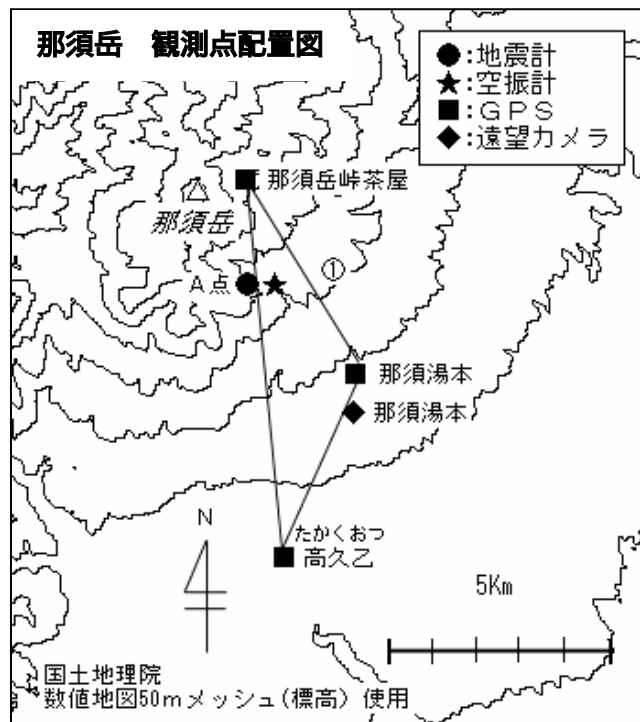 那須岳 観測点配置図
●:地震計
★:空振計
■:GPS
◆:遠望カメラ
那須岳峠茶屋
那須岳
①
A点
那須湯本
那須湯本
たかくおつ
高久乙
N
5Km
国土地理院
数値地図50mメッシュ(標高) 使用